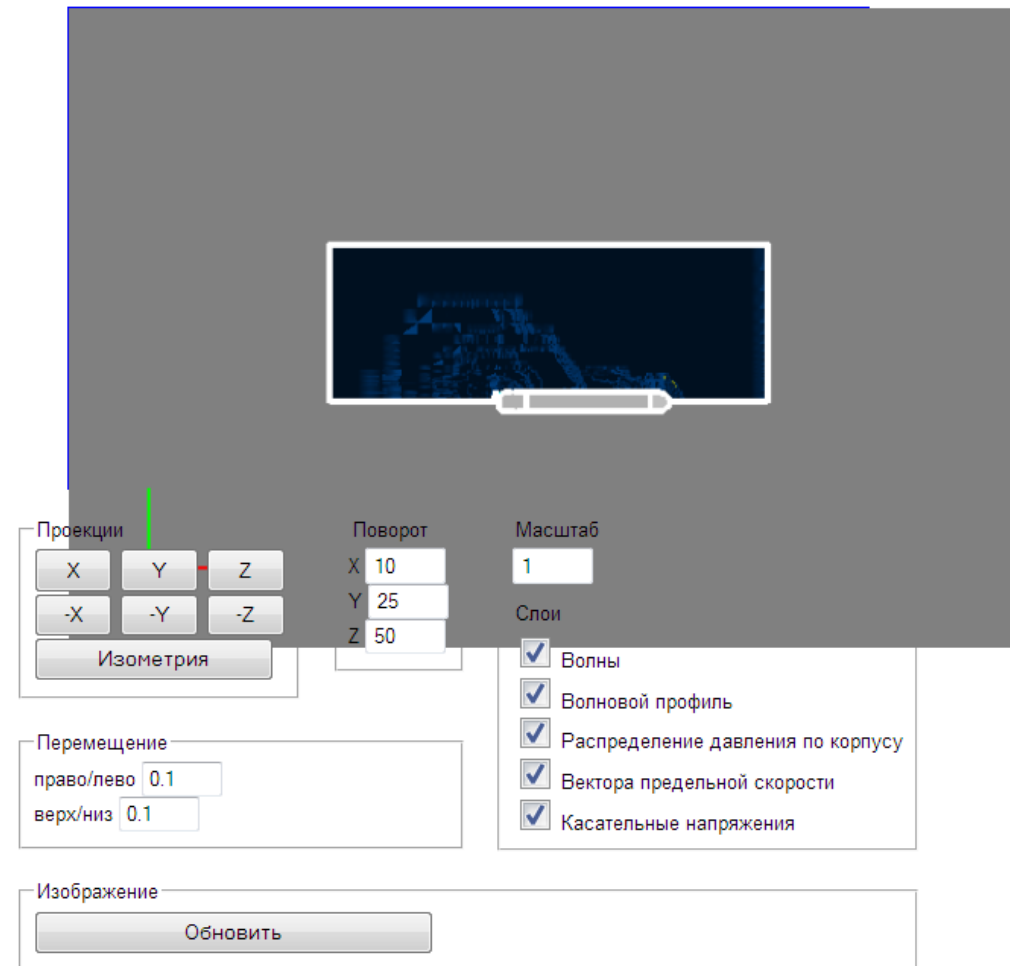 Проекции
X Y Z
-X -Y -Z
Изометрия
Поворот
X 10
Y 25
Z 50
Масштаб
1
Слои
Волны
Волновой профиль
Распределение давления по корпусу
Вектора предельной скорости
Касательные напряжения
Перемещение
право/лево 0.1
верх/низ 0.1
Изображение
Обновить